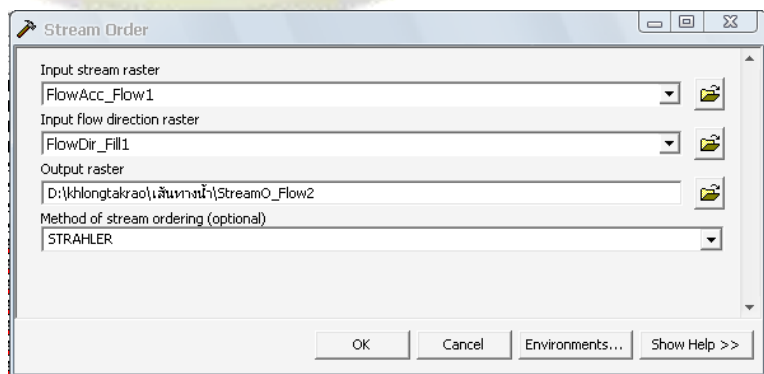 Stream Order
Input stream raster
FlowAcc_Flow1
Input flow direction raster
FlowDir_Fill1
Output raster
D:\khlongtakrao\เส้นทางน้ำ\StreamO_Flow2
Method of stream ordering (optional)
STRAHLER
OK Cancel Environments... Show Help >>